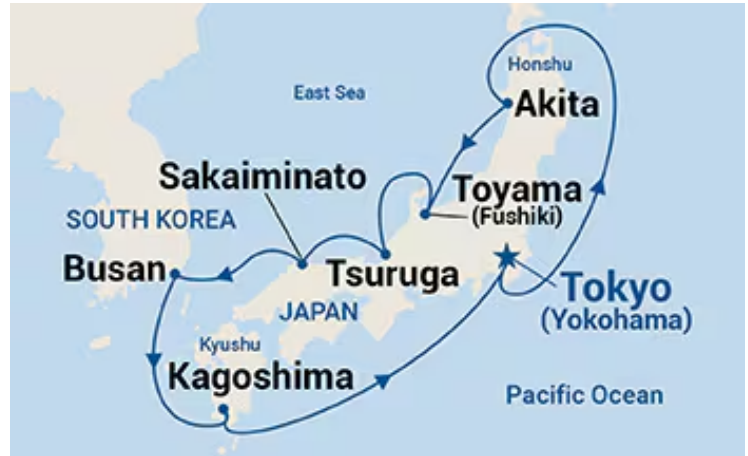 Honshu
East Sea
Akita
Sakaiminato
Toyama
(Fushiki)
SOUTH KOREA
Busan
Tsuruga
Tokyo
(Yokohama)
JAPAN
Kyushu
Kagoshima
Pacific Ocean